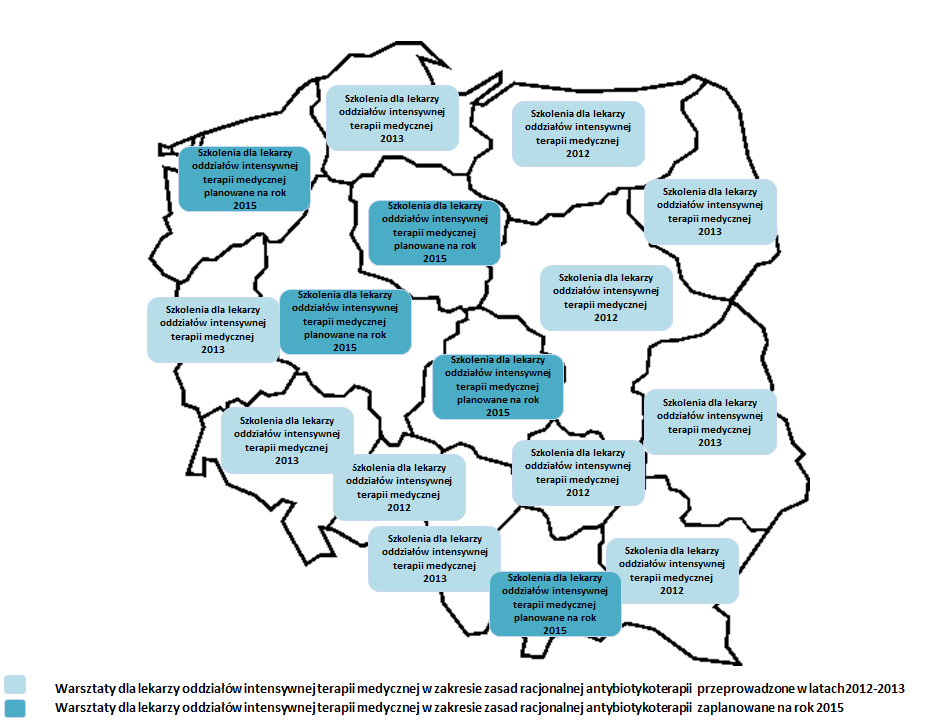 Szkolenia dla lekarzy
oddziałów intensywnej
terapii medycznej
2013
Szkolenia dla lekarzy
oddziałów intensywnej
terapii medycznej
2012
Szkolenia dla lekarzy
oddziałów intensywnej
terapii medycznej
planowane na rok
2015
Szkolenia dla lekarzy
oddziałów intensywnej
terapii medycznej
2013
Szkolenia dla lekarzy
oddziałów intensywnej
terapii medycznej
planowane na rok
2015
Szkolenia dla lekarzy
oddziałów intensywnej
terapii medycznej
2012
Szkolenia dla lekarzy
oddziałów intensywnej
terapii medycznej
2013
Szkolenia dla lekarzy
oddziałów intensywnej
terapii medycznej
planowane na rok
2015
Szkolenia dla lekarzy
oddziałów intensywnej
terapii medycznej
planowane na rok
2015
Szkolenia dla lekarzy
oddziałów intensywnej
terapii medycznej
2013
Szkolenia dla lekarzy
oddziałów intensywnej
terapii medycznej
2013
Szkolenia dla lekarzy
oddziałów intensywnej
terapii medycznej
2012
Szkolenia dla lekarzy
oddziałów intensywnej
terapii medycznej
2012
Szkolenia dla lekarzy
oddziałów intensywnej
terapii medycznej
2013
Szkolenia dla lekarzy
oddziałów intensywnej
terapii medycznej
2012
Szkolenia dla lekarzy
oddziałów intensywnej
terapii medycznej
planowane na rok
2015
Warsztaty dla lekarzy oddziałów intensywnej terapii medycznej w zakresie zasad racjonalnej antybiotykoterapii przeprowadzone w latach2012-2013
Warsztaty dla lekarzy oddziałów intensywnej terapii medycznej w zakresie zasad racjonalnej antybiotykoterapii zaplanowane na rok 2015